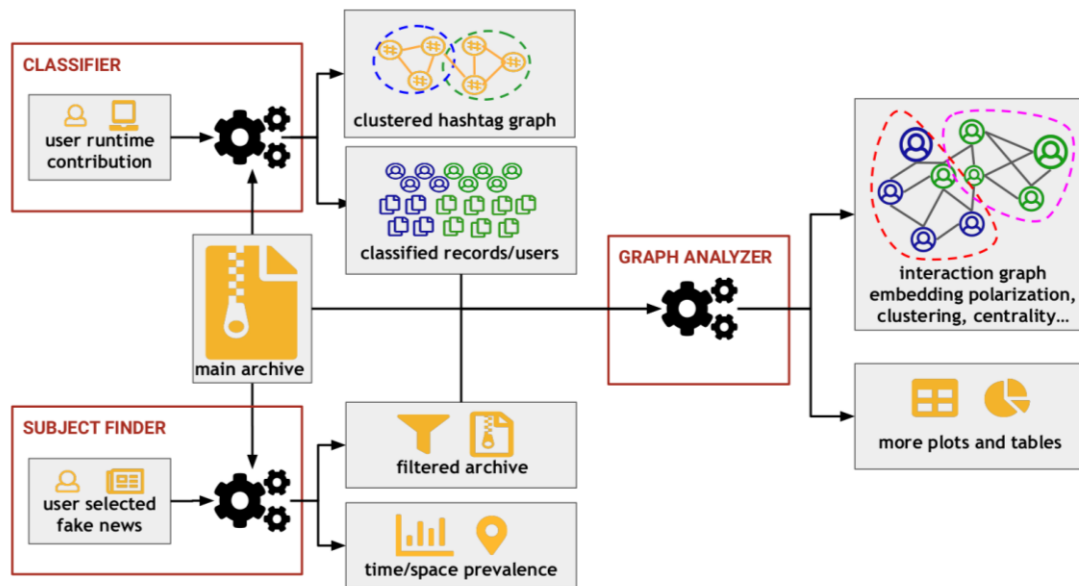 CLASSIFIER
user runtime
contribution
clustered hashtag graph
classified records/users
main archive
SUBJECT FINDER
user selected
fake news
filtered archive
time/space prevalence
GRAPH ANALYZER
interaction graph
embedding polarization,
clustering, centrality...
more plots and tables